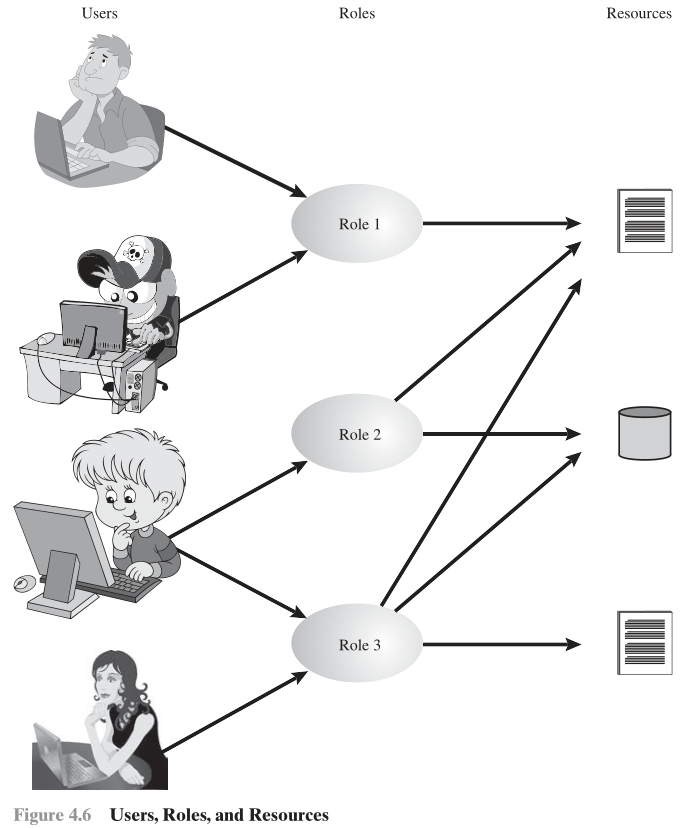 Users Roles Resources
Role 1
Role 2
Role 3
Figure 4.6 Users, Roles, and Resources